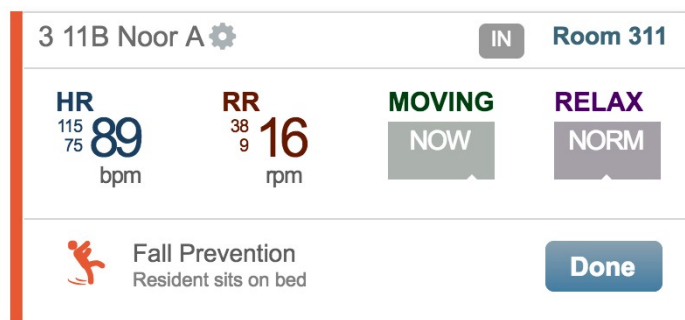 3 11B Noor A IN Room 311
HR RR MOVING RELAX
115 75 89 bpm 38 9 16 rpm NOW NORM
Fall Prevention
Resident sits on bed
Done